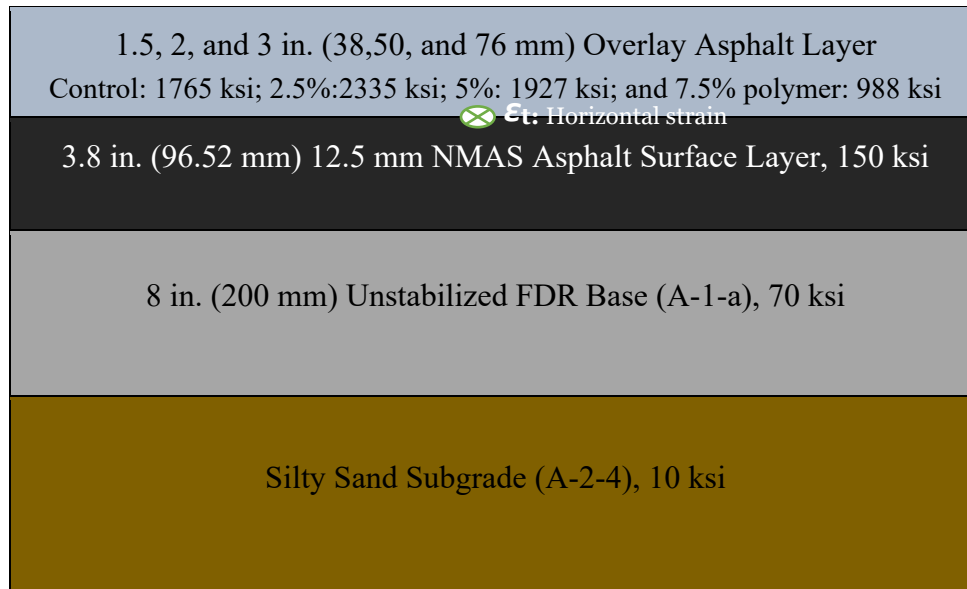 1.5, 2, and 3 in. (38,50, and 76 mm) Overlay Asphalt Layer
Control: 1765 ksi; 2.5%:2335 ksi; 5%: 1927 ksi; and 7.5% polymer: 988 ksi
εt: Horizontal strain
3.8 in. (96.52 mm) 12.5 mm NMAS Asphalt Surface Layer, 150 ksi
8 in. (200 mm) Unstabilized FDR Base (A-1-a), 70 ksi
Silty Sand Subgrade (A-2-4), 10 ksi